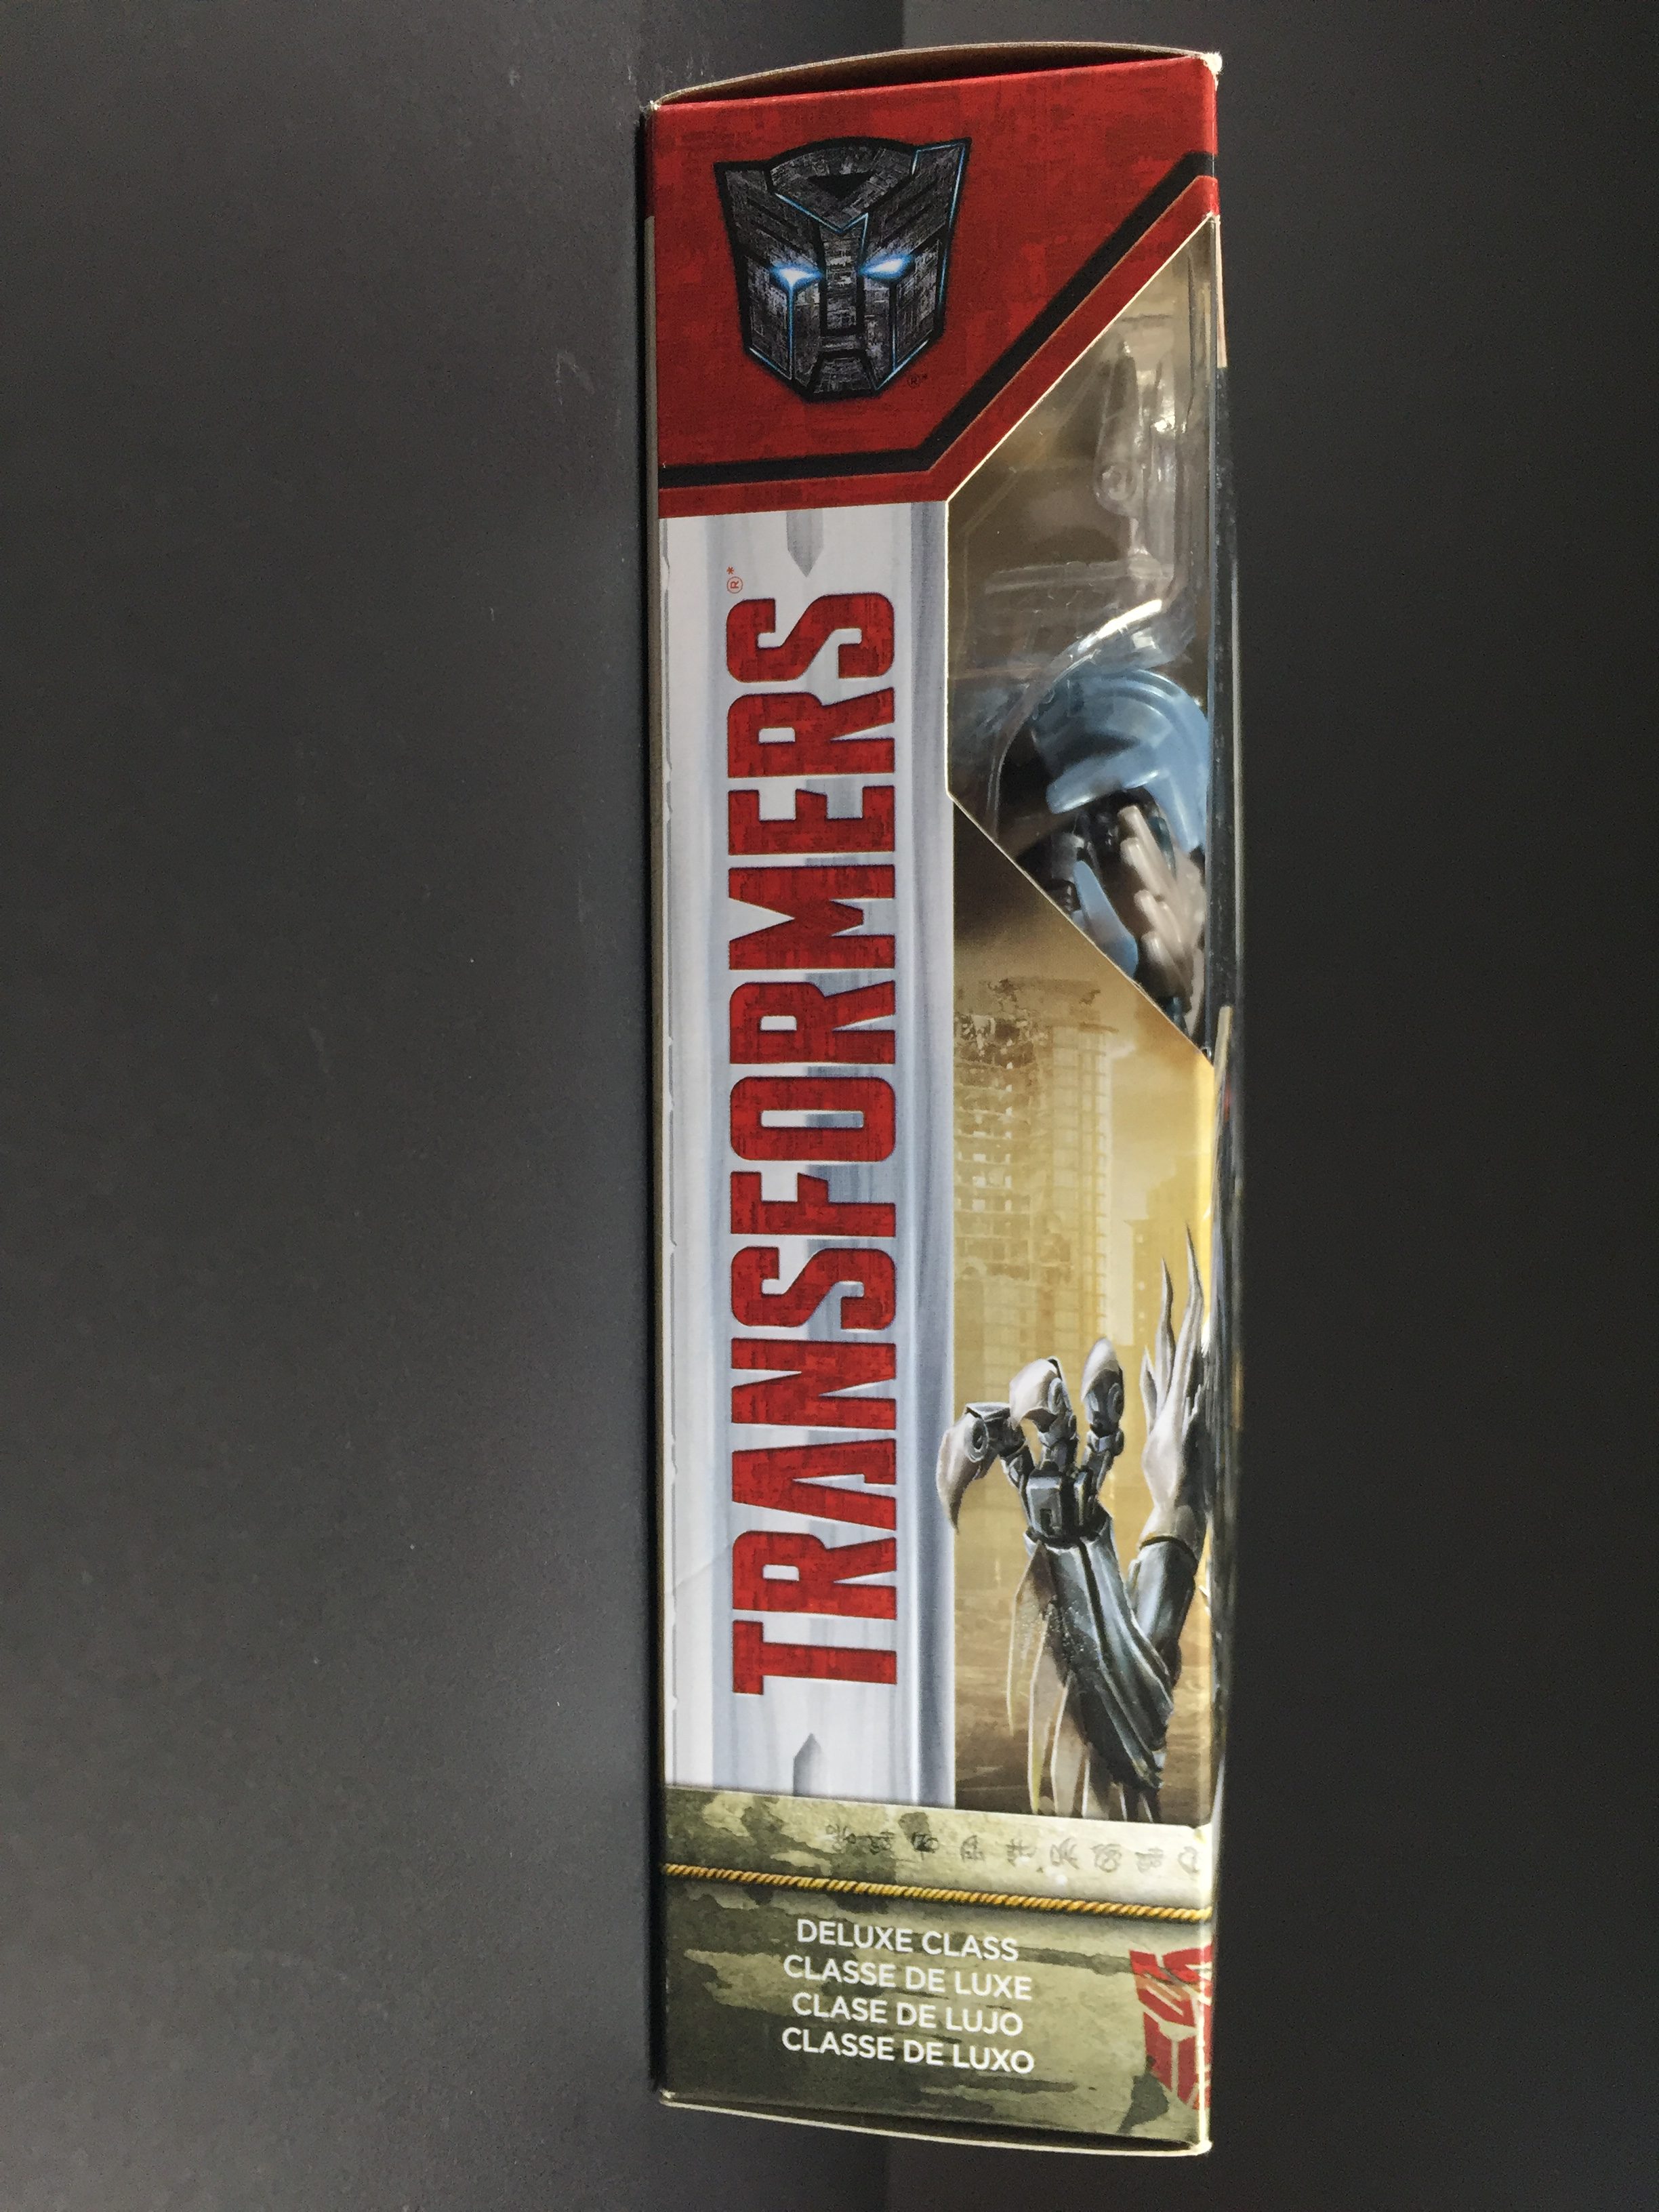 TRANSFORMERS®*
DELUXE CLASS
CLASSE DE LUXE
CLASE DE LUJO
CLASSE DE LUXO